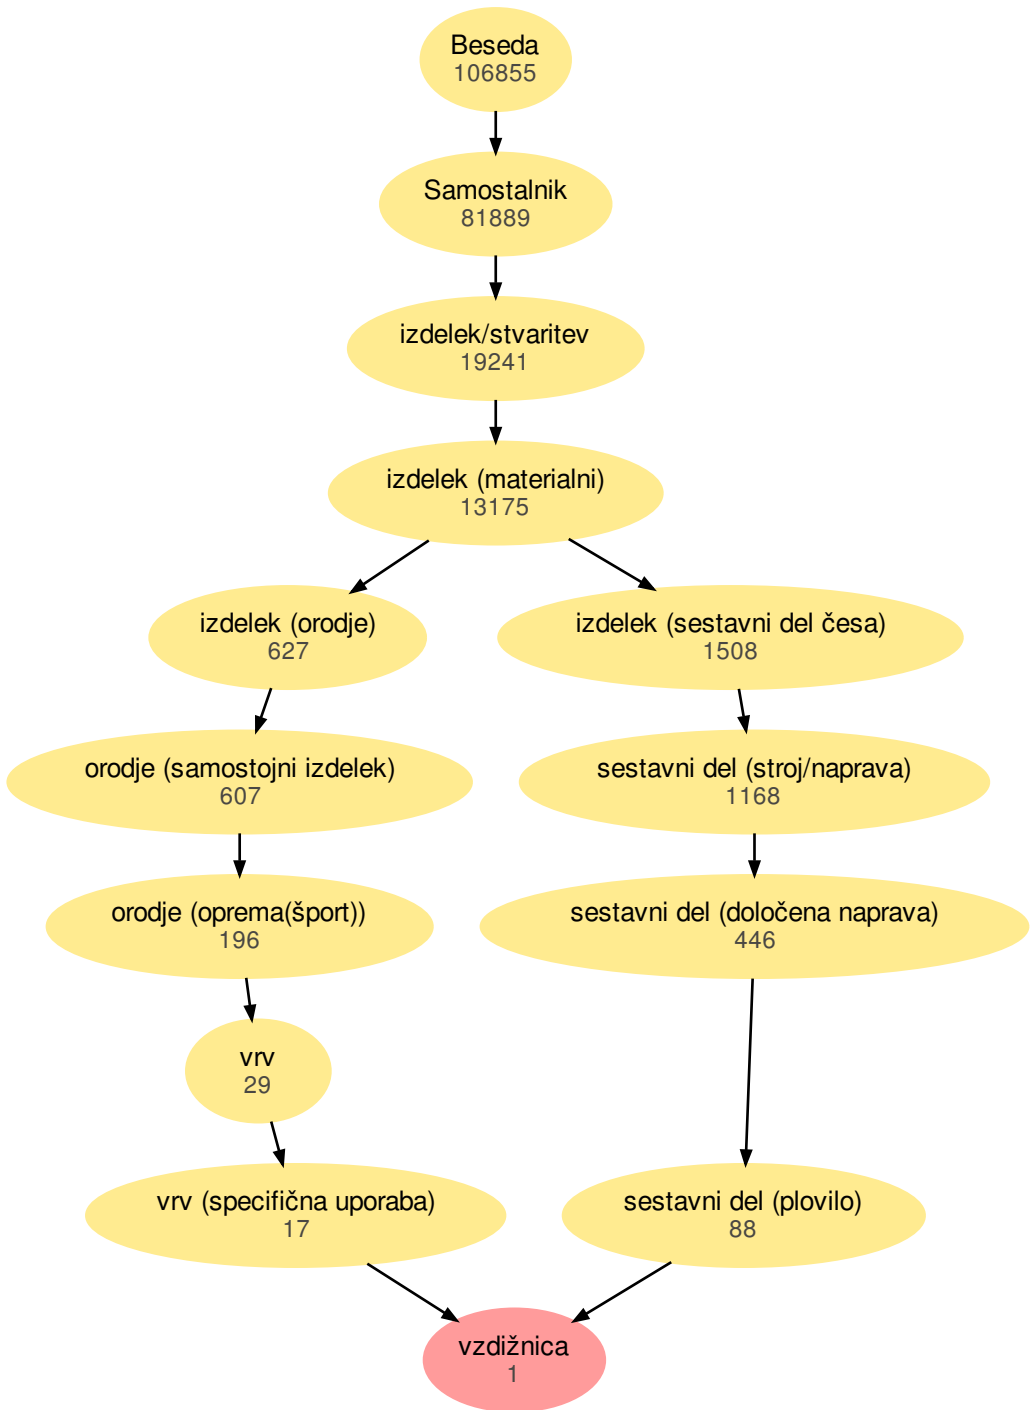 Beseda
106855
Samostalnik
81889
izdelek/stvaritev
19241
izdelek (materialni)
13175
izdelek (orodje)
627
izdelek (sestavni del česa)
1508
orodje (samostojni izdelek)
607
sestavni del (stroj/naprava)
1168
orodje (oprema(šport))
196
sestavni del (določena naprava)
446
vrv
29
vrv (specifična uporaba)
17
sestavni del (plovilo)
88
vzdižnica
1